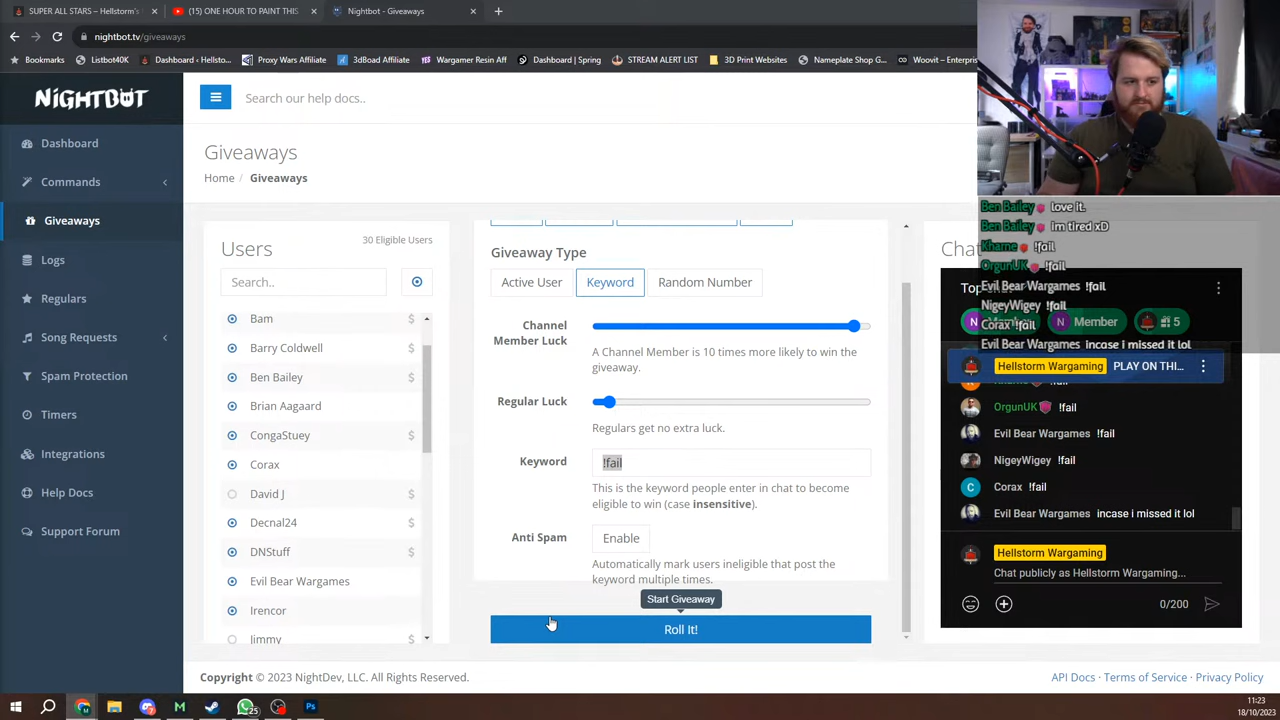 SUPER ALL STARS – Hellstorm's
(15) ONE HOUR TO PAINT THIS
Nightbot - Giveaways
nightbot.tv/giveaways
Bookmarks
Listbot40K
Dashboard ‹ Hellsto...
Proxy Wars Affiliate
3dBoad Affiliate
Wargamer Resin Aff
Dashboard | Spring
STREAM ALERT LIST
3D Print Websites
Nameplate Shop G...
Woovit – Enterpris
NIGHTBOT
Search our help docs..
Dashboard
Commands
Giveaways
Logs
Regulars
Song Requests
Spam Protection
Timers
Integrations
Help Docs
Support Forum
Giveaways
Home / Giveaways
Users
30 Eligible Users
Search..
Bam
Barry Coldwell
Ben Bailey
Brian Aagaard
CongaStuey
Corax
David J
Decnal24
DNStuff
Evil Bear Wargames
Irencor
Jimmy
Giveaway Type
Active User
Keyword
Random Number
Channel Member Luck
A Channel Member is 10 times more likely to win the
giveaway.
Regular Luck
Regulars get no extra luck.
Keyword
!fail
This is the keyword people enter in chat to become
eligible to win (case insensitive).
Anti Spam
Enable
Automatically mark users ineligible that post the
keyword multiple times.
Start Giveaway
Roll It!
Chat
Ben Bailey love it.
Ben Bailey im tired xD
Kharne !fail
OrgunUK !fail
Evil Bear Wargames !fail
NigeyWigey !fail
Corax !fail
Evil Bear Wargames incase i missed it lol
Member
Member
5
Hellstorm Wargaming PLAY ON THI...
OrgunUK !fail
Evil Bear Wargames !fail
NigeyWigey !fail
C Corax !fail
Evil Bear Wargames incase i missed it lol
Hellstorm Wargaming
Chat publicly as Hellstorm Wargaming...
0/200
Copyright © 2023 NightDev, LLC. All Rights Reserved.
API Docs · Terms of Service · Privacy Policy
25
11:23
18/10/2023